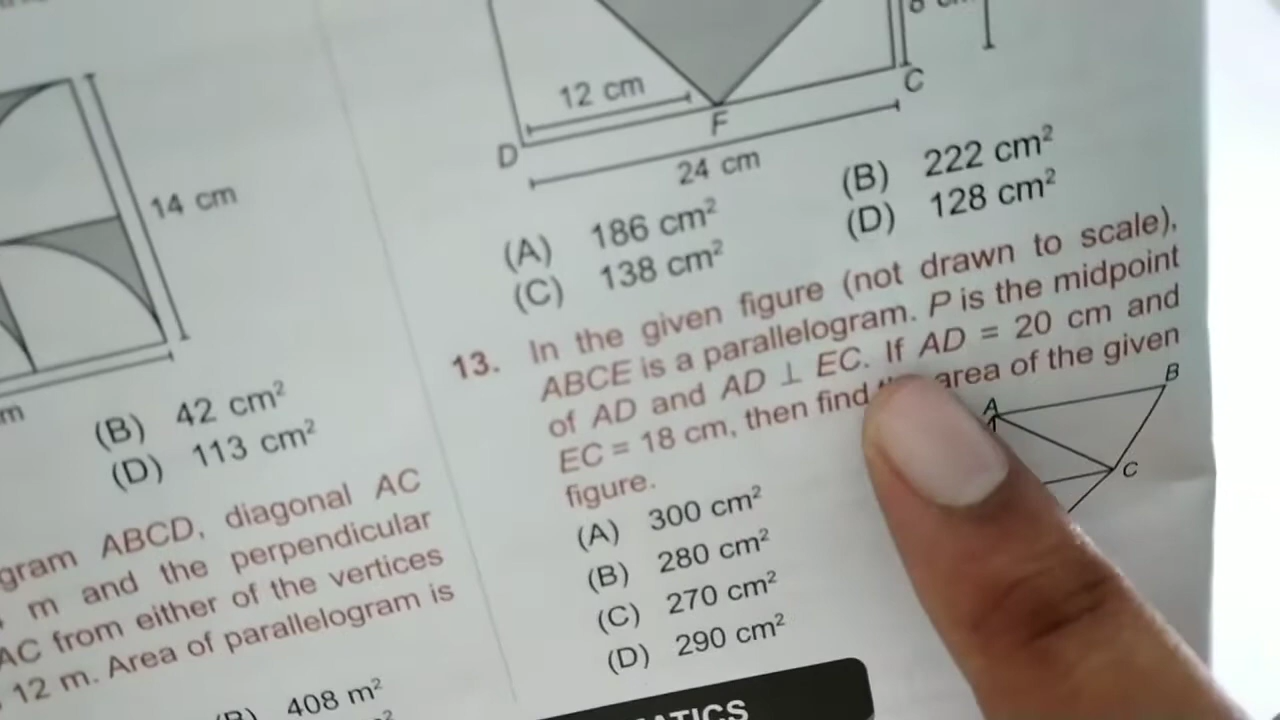 14 cm
(B) 42 cm²
(D) 113 cm²
gram ABCD, diagonal AC
m and the perpendicular
AC from either of the vertices
12 m. Area of parallelogram is
408 m²
12 cm
D
F
C
24 cm
(A) 186 cm²
(B) 222 cm²
(C) 138 cm²
(D) 128 cm²
13. In the given figure (not drawn to scale),
ABCE is a parallelogram. P is the midpoint
of AD and AD ⊥ EC. If AD = 20 cm and
EC = 18 cm, then find area of the given
figure.
A
B
C
(A) 300 cm²
(B) 280 cm²
(C) 270 cm²
(D) 290 cm²